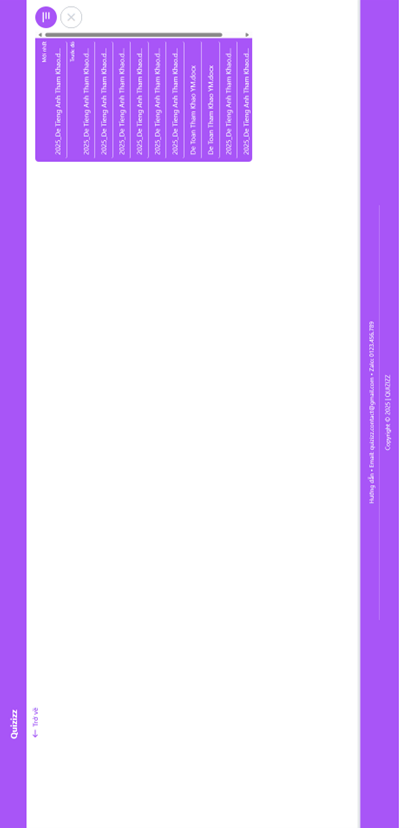 Quizizz
← Trở về
Mới nhất
2025_De Tieng Anh Tham Khao.d...
Trước đó
2025_De Tieng Anh Tham Khao.d...
2025_De Tieng Anh Tham Khao.d...
2025_De Tieng Anh Tham Khao.d...
2025_De Tieng Anh Tham Khao.d...
2025_De Tieng Anh Tham Khao.d...
2025_De Tieng Anh Tham Khao.d...
De Toan Tham Khao YM.docx
De Toan Tham Khao YM.docx
2025_De Tieng Anh Tham Khao.d...
2025_De Tieng Anh Tham Khao.d...
Hướng dẫn • Email: quizizz.contact@gmail.com • Zalo: 0123.456.789
Copyright © 2025 | QUIZIZZ